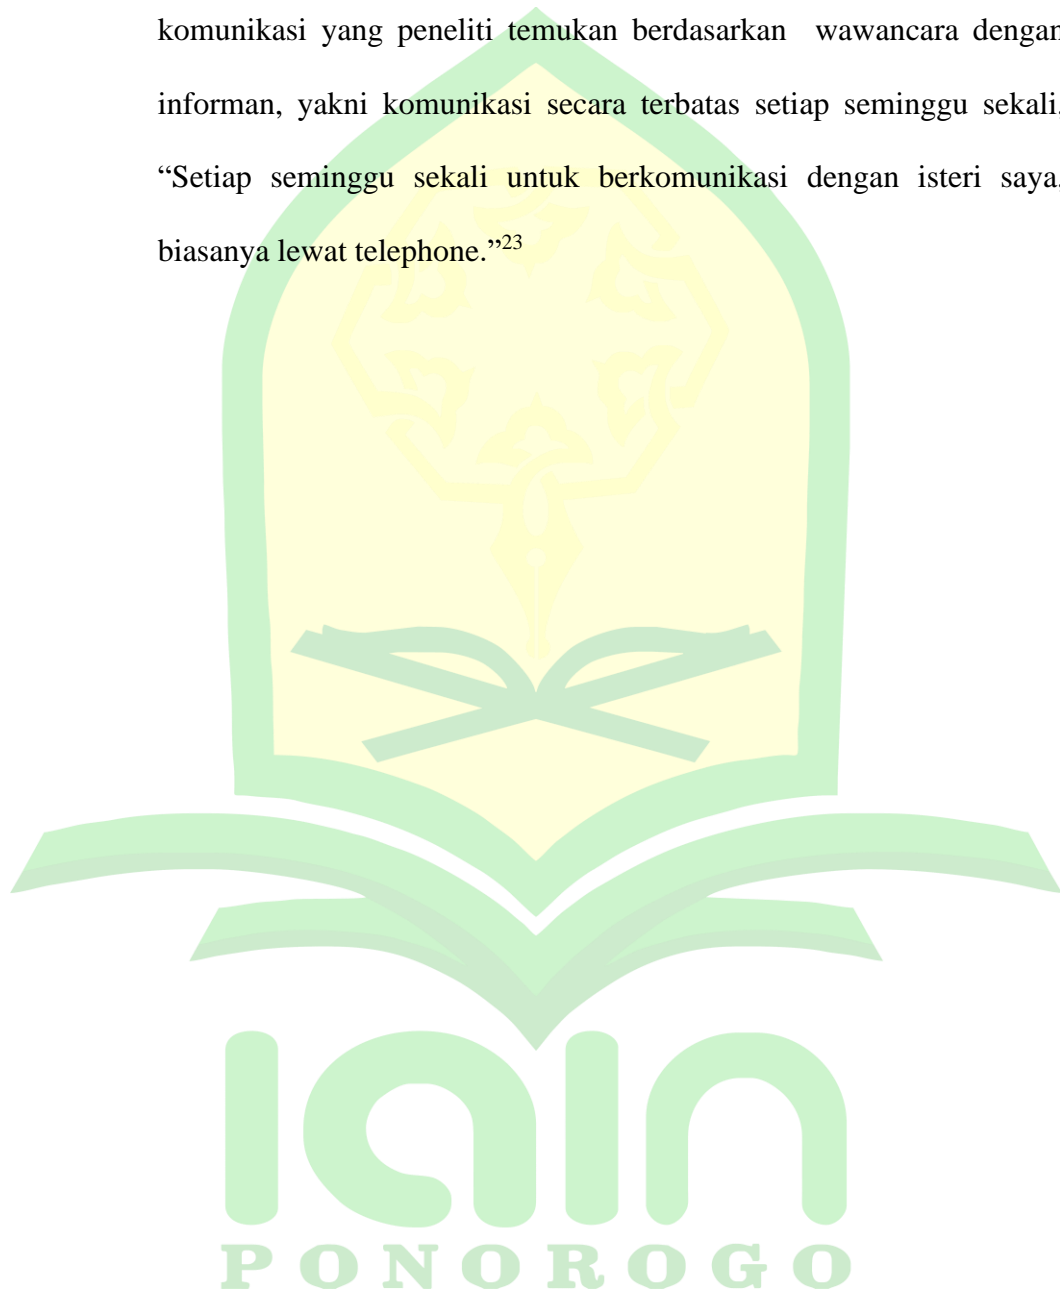 komunikasi yang peneliti temukan berdasarkan wawancara dengan
informan, yakni komunikasi secara terbatas setiap seminggu sekali.
“Setiap seminggu sekali untuk berkomunikasi dengan isteri saya,
biasanya lewat telephone.”23
iain
PONOROGO